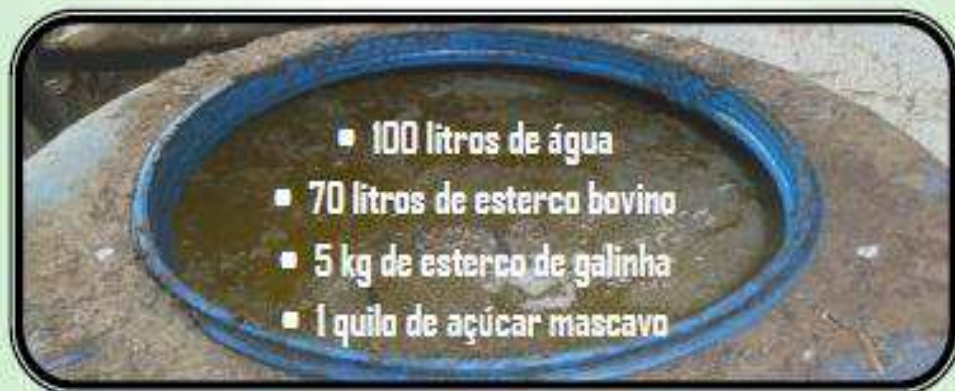 ▪ 100 litros de água
▪ 70 litros de esterco bovino
▪ 5 kg de esterco de galinha
▪ 1 quilo de açúcar mascavo